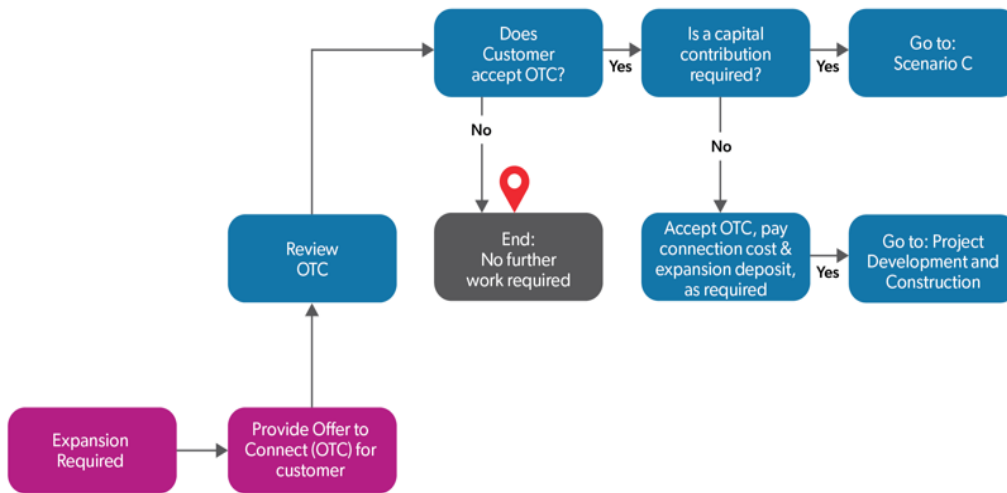 Does
Customer
accept OTC?
Yes
Is a capital
contribution
required?
Yes
Go to:
Scenario C
No
No
Review
OTC
End:
No further
work required
Accept OTC, pay
connection cost &
expansion deposit,
as required
Yes
Go to: Project
Development and
Construction
Expansion
Required
Provide Offer to
Connect (OTC) for
customer